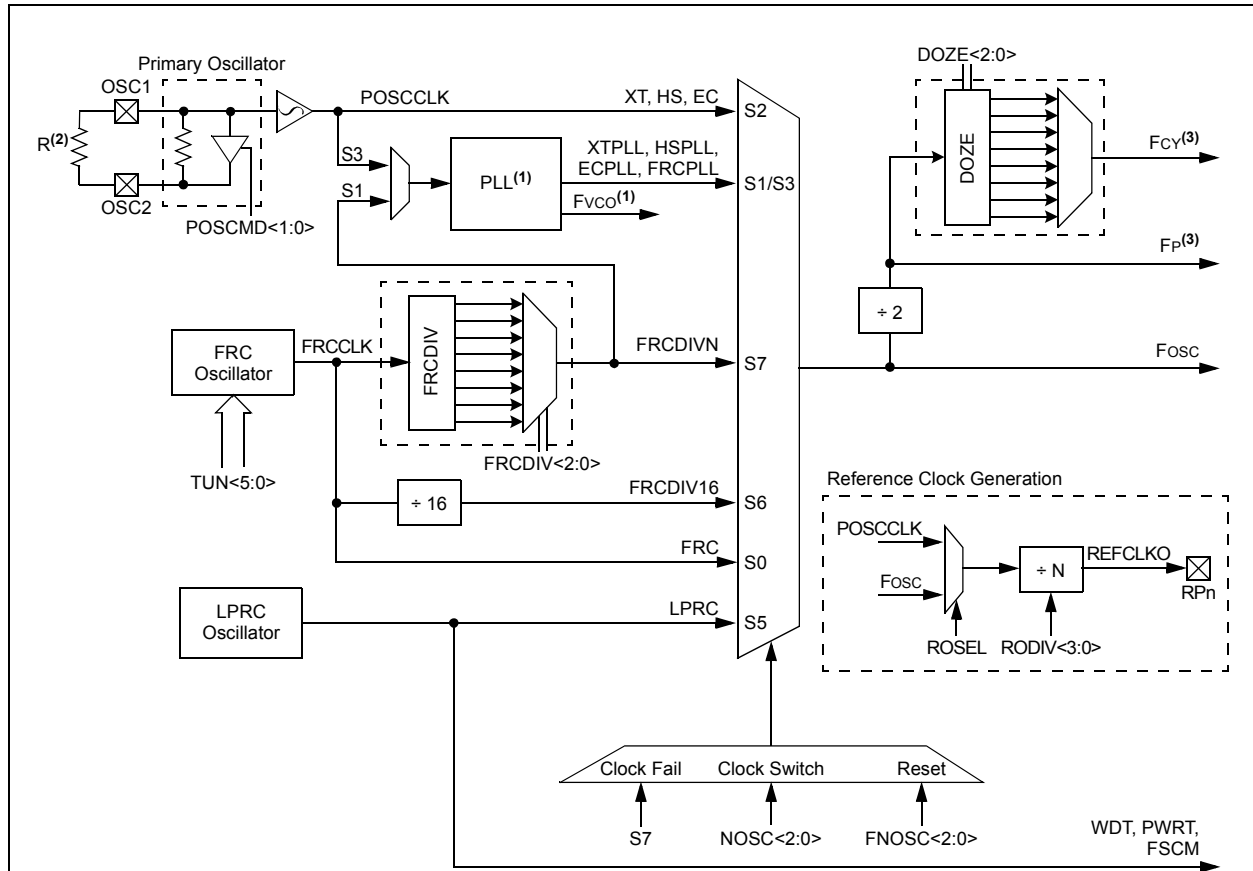 DOZE<2:0>
Primary Oscillator
OSC1
POSCCLK
XT, HS, EC
S2
R(2)
DOZE
FCY(3)
S3
XTPLL, HSPLL,
ECPLL, FRCPLL
PLL(1)
S1/S3
S1
OSC2
FVCO(1)
POSCMD<1:0>
FP(3)
÷ 2
FRC
Oscillator
FRCCLK
FRCDIV
FRCDIVN
S7
FOSC
TUN<5:0>
FRCDIV<2:0>
Reference Clock Generation
÷ 16
FRCDIV16
S6
POSCCLK
REFCLKO
÷ N
FRC
S0
FOSC
RPn
LPRC
Oscillator
LPRC
S5
ROSEL
RODIV<3:0>
Clock Fail
Clock Switch
Reset
S7
NOSC<2:0>
FNOSC<2:0>
WDT, PWRT,
FSCM